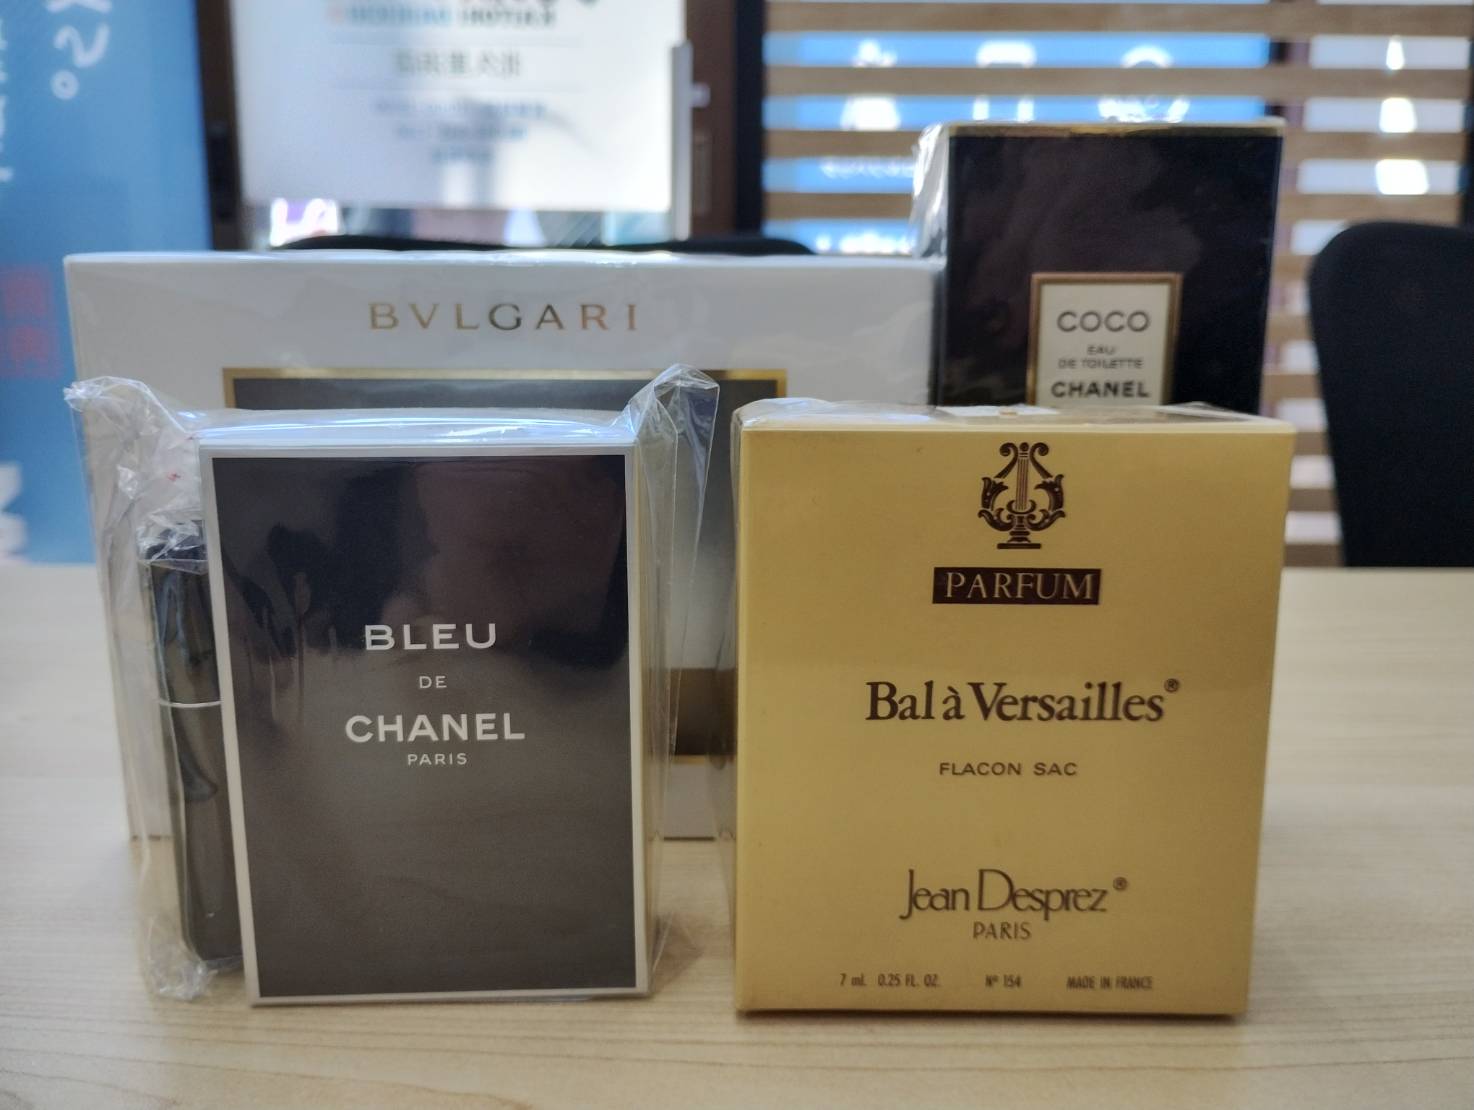 BVLGARI
COCO
EAU
DE TOILETTE
CHANEL
BLEU
DE
CHANEL
PARIS
PARFUM
Bal à Versailles®
FLACON SAC
Jean Desprez®
PARIS
7 ml. 0.25 FL. OZ. Nº 154 MADE IN FRANCE